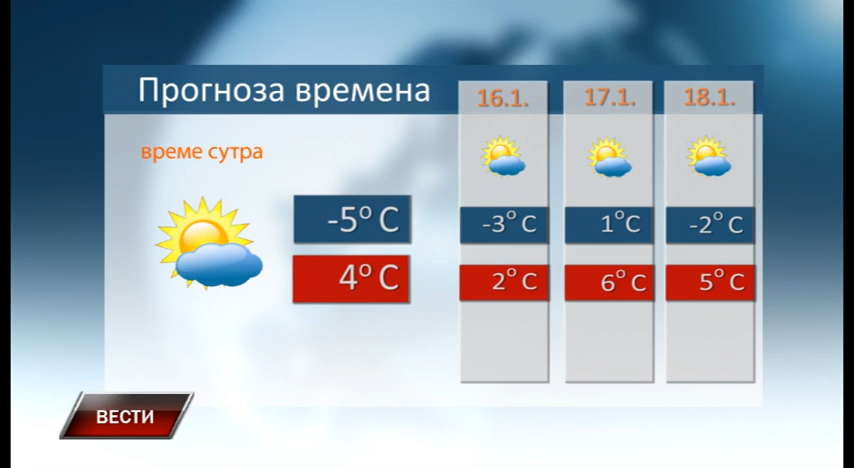 Прогноза времена
време сутра
-5° C
4° C
16.1.
-3° C
2° C
17.1.
1°C
6° C
18.1.
-2° C
5° C
ВЕСТИ